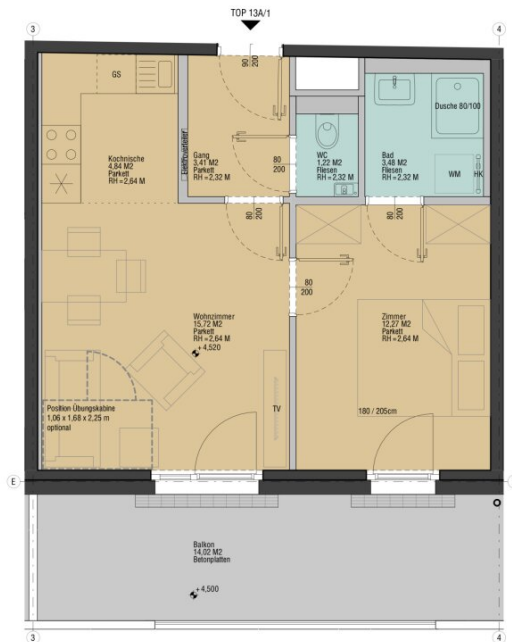 TOP 13A/1
3
4
90
200
GS
Kochnische
4,84 M2
Parkett
RH =2,64 M
Elektroverteiler
Gang
3,41 M2
Parkett
RH =2,32 M
80
200
WC
1,22 M2
Fliesen
RH =2,32 M
Bad
3,48 M2
Fliesen
RH =2,32 M
Dusche 80/100
WM
HK
80
200
80
200
80
200
Wohnzimmer
15,72 M2
Parkett
RH =2,64 M
+ 4,520
Zimmer
12,27 M2
Parkett
RH =2,64 M
Position Übungskabine
1,06 x 1,68 x 2,25 m
optional
TV
180 / 205cm
E
Balkon
14,02 M2
Betonplatten
+ 4,500
3
4